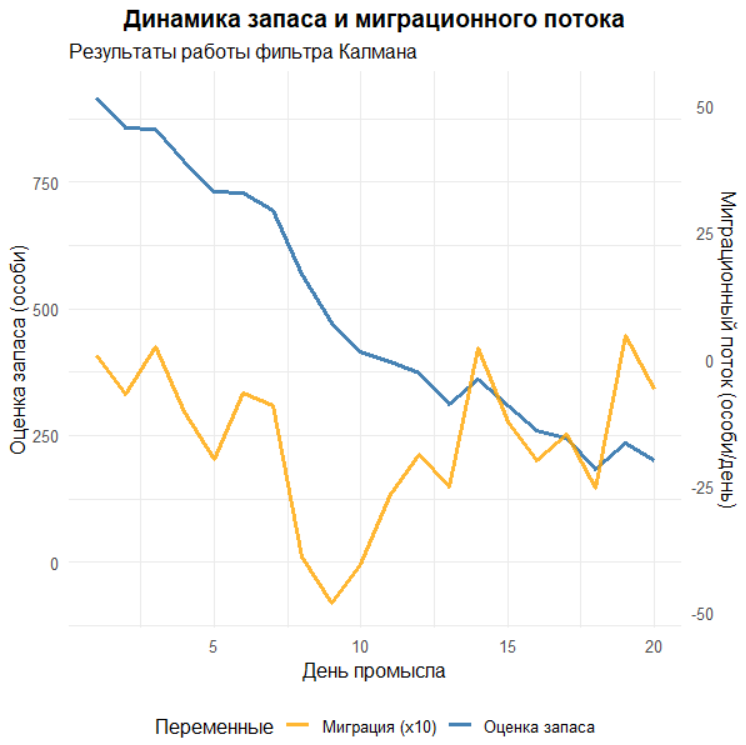 Динамика запаса и миграционного потока
Результаты работы фильтра Калмана
Оценка запаса (особи)
750
500
250
0
50
25
0
-25
-50
Миграционный поток (особи/день)
5 10 15 20
День промысла
Переменные Миграция (x10) Оценка запаса